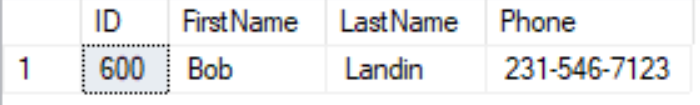 ID FirstName LastName Phone
1 600 Bob Landin 231-546-7123